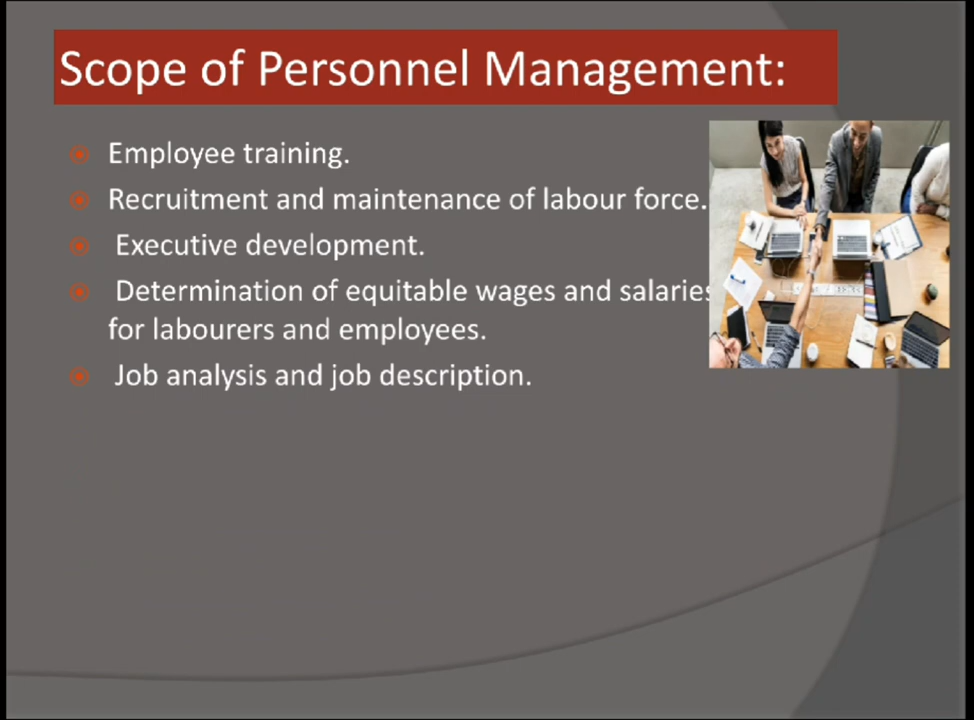 Scope of Personnel Management:
Employee training.
Recruitment and maintenance of labour force.
Executive development.
Determination of equitable wages and salaries
for labourers and employees.
Job analysis and job description.